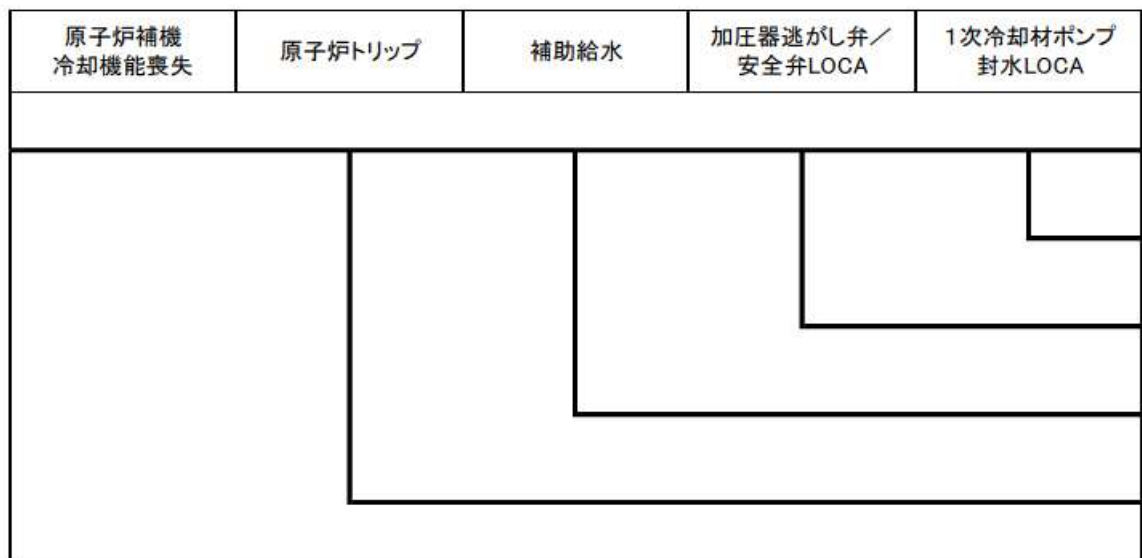 原子炉補機
冷却機能喪失
原子炉トリップ
補助給水
加圧器逃がし弁／
安全弁LOCA
1次冷却材ポンプ
封水LOCA